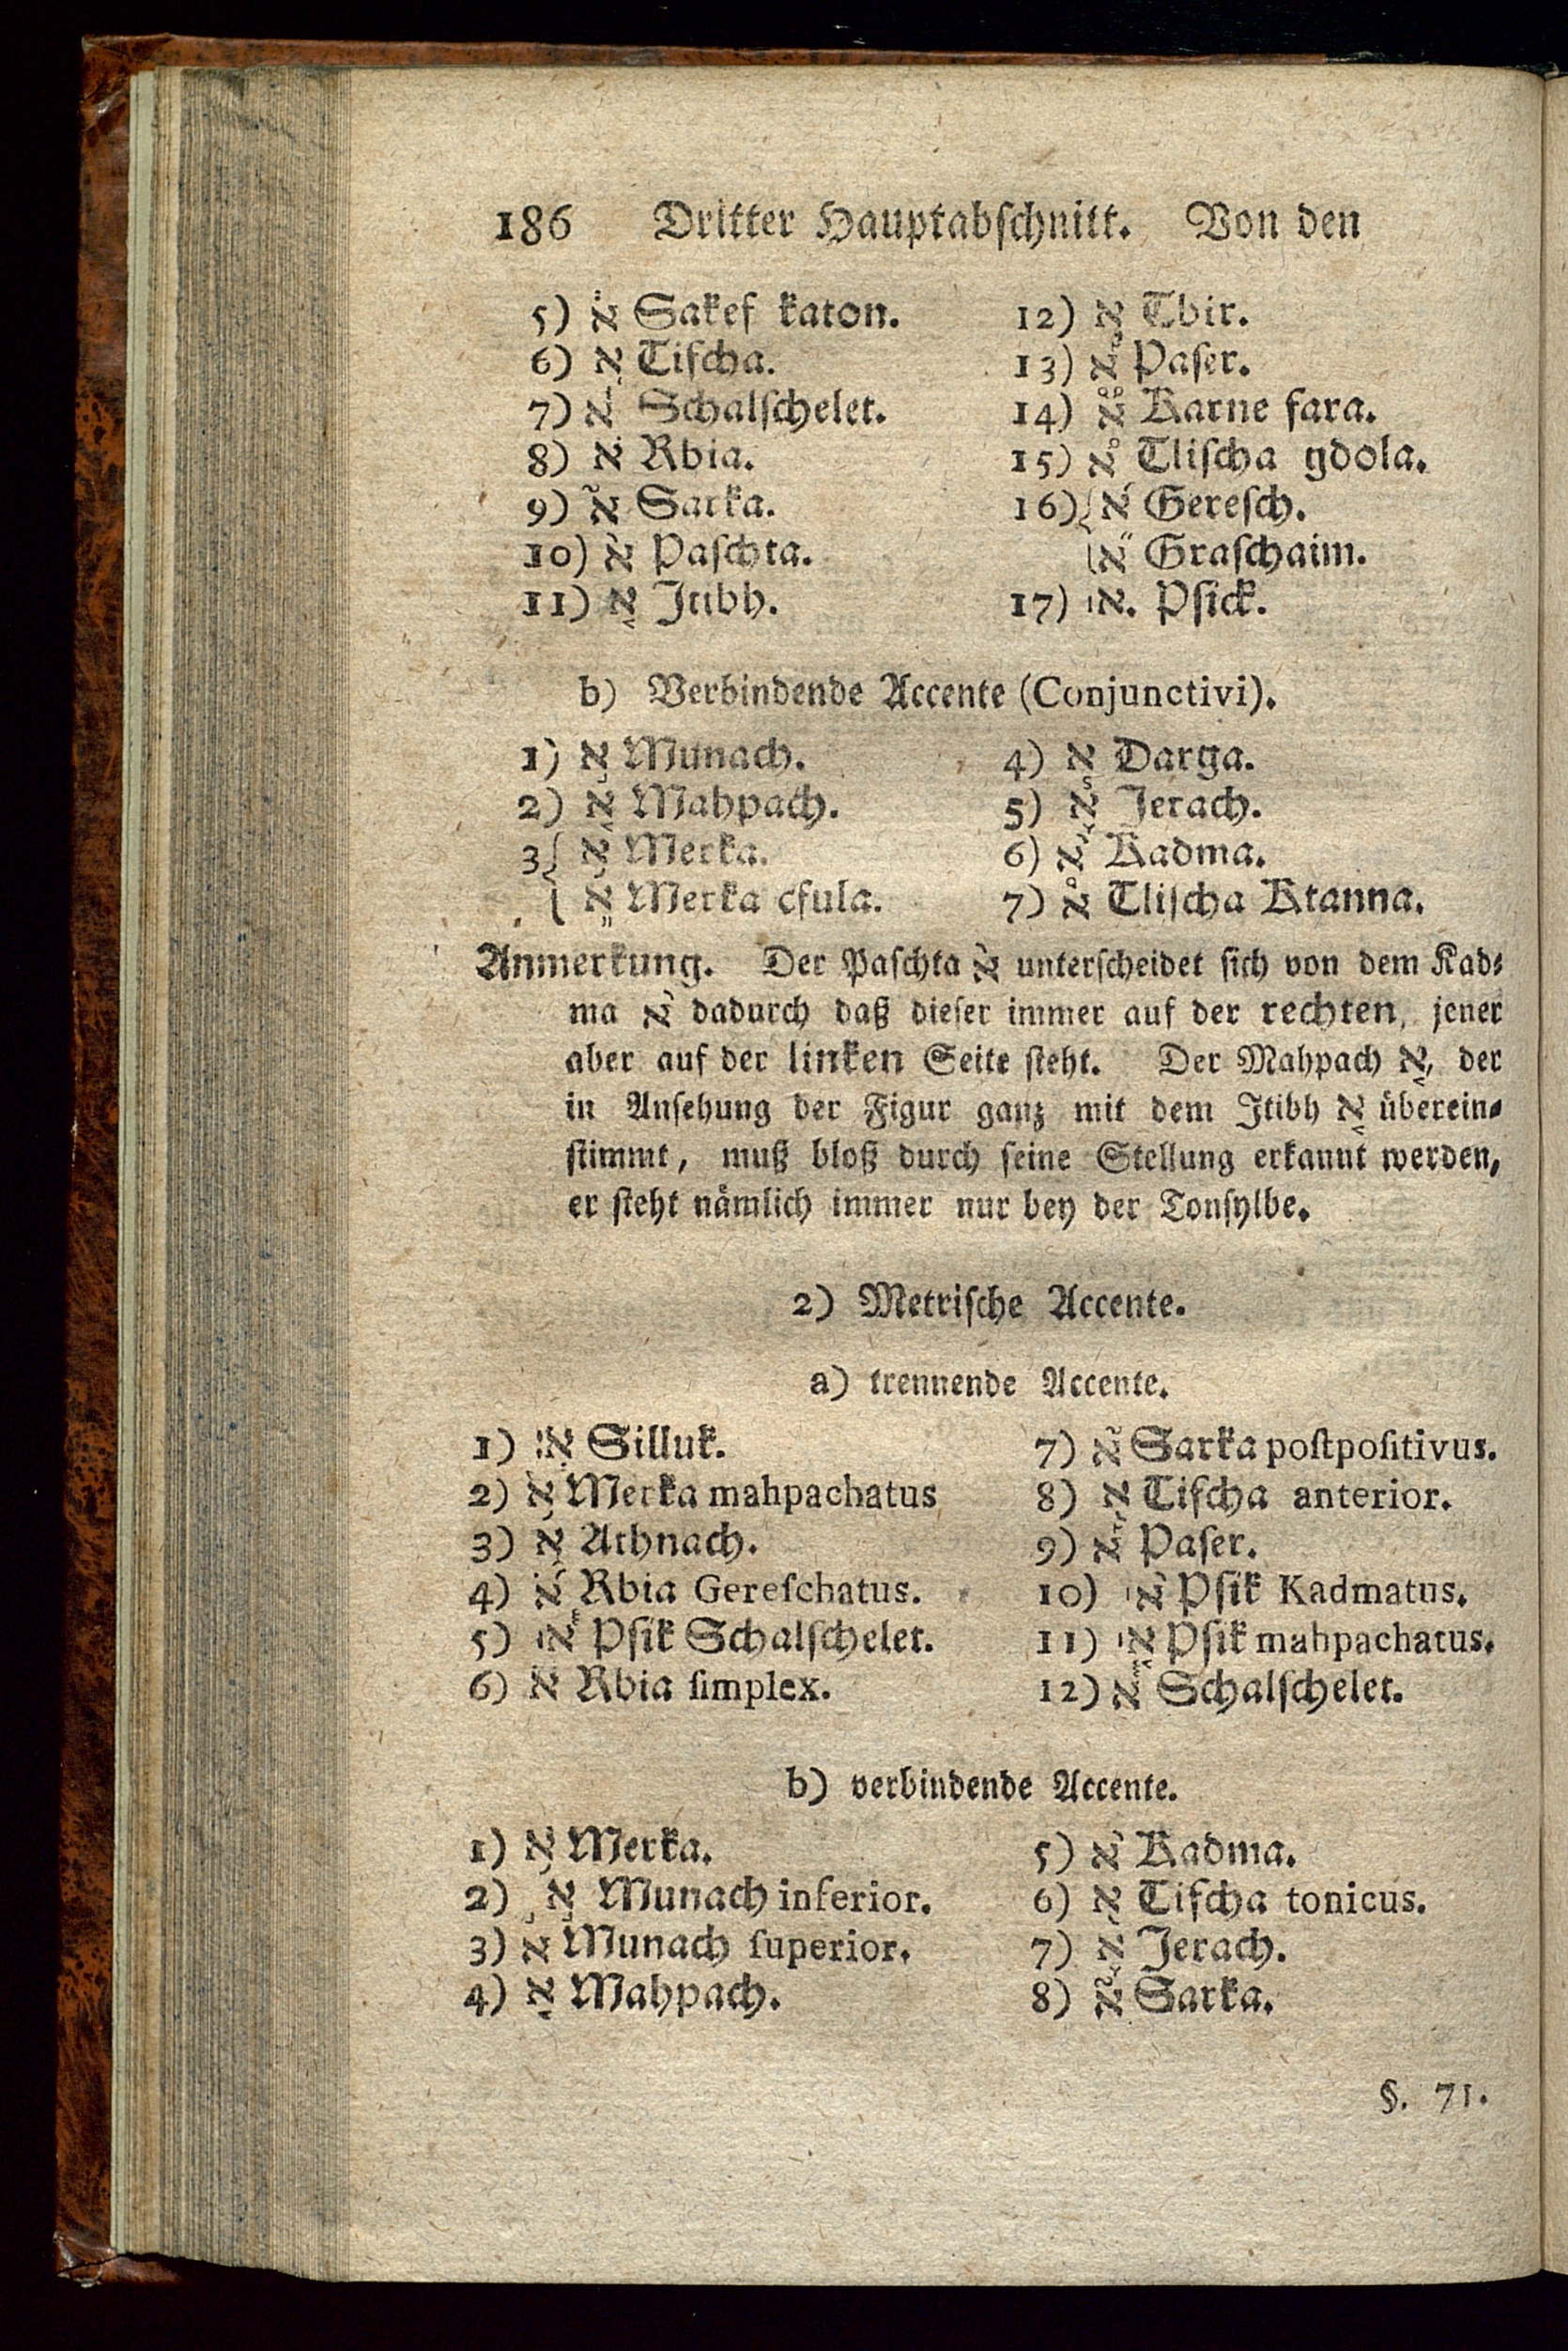 186 Dritter Hauptabſchnitt. Von den
5) א֔ Sakef katon.
6) א֖ Tifcha.
7) א֓ Schalſchelet.
8) א֗ Rbia.
9) א֘ Sarka.
10) א֙ Paſchta.
11) א֚ Jtibh.
12) א֛ Tbir.
13) א֡ Paſer.
14) א֟ Karne fara.
15) א֠ Tliſcha gdola.
16) א֜ Gereſch.
א֞ Graſchaim.
17) א׀. Pſick.
b) Verbindende Accente (Conjunctivi).
1) א֣ Munach.
2) א֤ Mahpach.
3 א֥ Merka.
א֦ Merka cfula.
4) א֧ Darga.
5) א֪ Jerach.
6) א֨ Kadma.
7) א֩ Tliſcha Ktanna.
Anmerkung. Der Paſchta א֙ unterſcheidet ſich von dem Kad⸗
ma א֨ dadurch daß dieſer immer auf der rechten, jener
aber auf der linken Seite ſteht. Der Mahpach א֤, der
in Anſehung der Figur ganz mit dem Jtibh א֚ überein⸗
ſtimmt, muß bloß durch ſeine Stellung erkannt werden,
er ſteht nämlich immer nur bey der Tonſylbe.
2) Metriſche Accente.
a) trennende Accente.
1) אֽ׃ Silluk.
2) א֥֫ Merka mahpachatus
3) א֑ Athnach.
4) א֜֗ Rbia Gereſchatus.
5) א֓׀ Pſik Schalſchelet.
6) א֗ Rbia ſimplex.
7) א֮ Sarka poſtpoſitivus.
8) א֭ Tifcha anterior.
9) א֡ Paſer.
10) א֨׀ Pſik Kadmatus.
11) א֤׀ Pſik mahpachatus.
12) א֓ Schalſchelet.
b) verbindende Accente.
1) א֥ Merka.
2) א֣ Munach inferior.
3) א֬ Munach ſuperior.
4) א֤ Mahpach.
5) א֨ Kadma.
6) א֖ Tifcha tonicus.
7) א֪ Jerach.
8) א֘ Sarka.
§. 71.